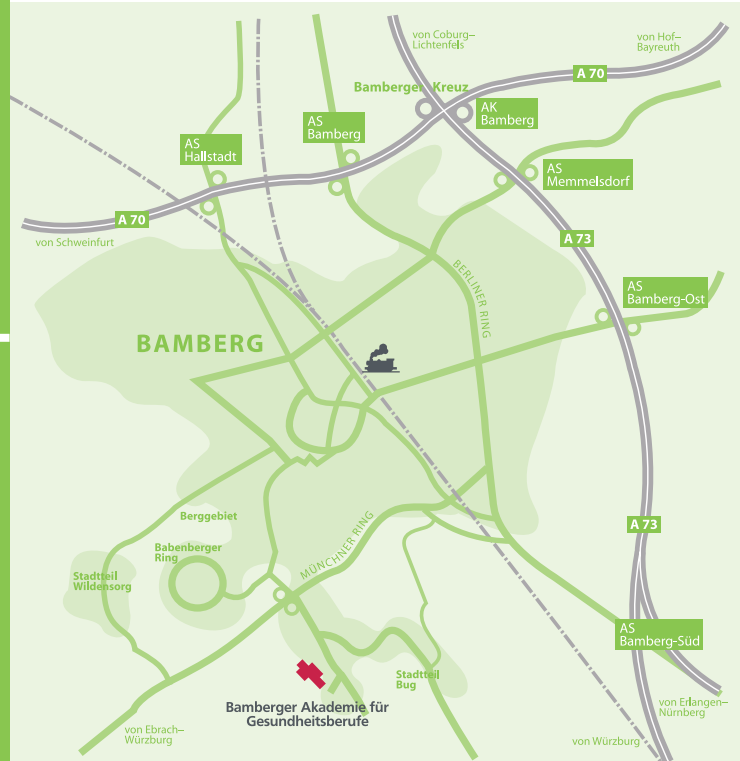 von Coburg–
Lichtenfels
von Hof–
Bayreuth
A 70
Bamberger Kreuz
AK
Bamberg
AS
Bamberg
AS
Hallstadt
AS
Memmelsdorf
A 70
von Schweinfurt
A 73
BERLINER RING
AS
Bamberg-Ost
BAMBERG
Berggebiet
MÜNCHNER RING
A 73
Babenberger
Ring
Stadtteil
Wildensorg
AS
Bamberg-Süd
Stadtteil
Bug
Bamberger Akademie für
Gesundheitsberufe
von Erlangen–
Nürnberg
von Ebrach–
Würzburg
von Würzburg